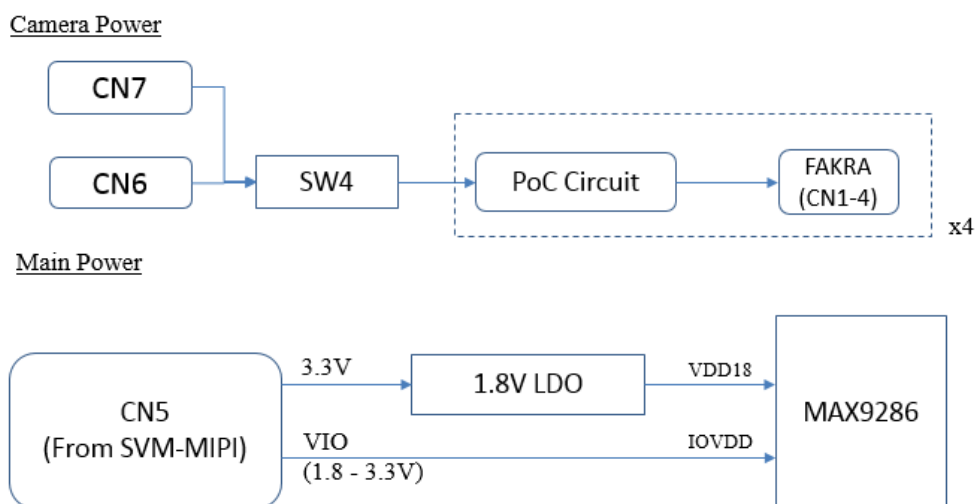 Camera Power
CN7
CN6
SW4
PoC Circuit
FAKRA
(CN1-4)
x4
Main Power
CN5
(From SVM-MIPI)
3.3V
1.8V LDO
VDD18
VIO
(1.8 - 3.3V)
IOVDD
MAX9286